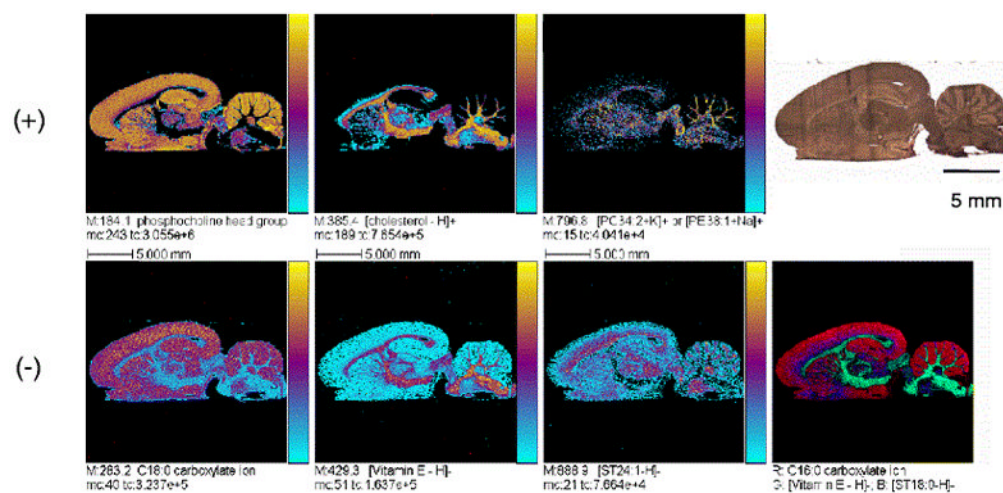 (+)
M:184.1 phosphocholine head group
mc:243 tc:3.055e+6
M:385.4 [cholesterol - H]+
mc:189 tc:7.654e+5
M:796.8 [PC34:2+K]+ or [PE38:1+Na]+
mc:15 tc:4.041e+4
5 mm
5.000 mm
5.000 mm
5.000 mm
(-)
M:283.2 C18:0 carboxylate ion
mc:40 tc:3.237e+5
M:429.3 [Vitamin E - H]-
mc:51 tc:1.637e+5
M:888.9 [ST24:1-H]-
mc:21 tc:7.664e+4
R: C16:0 carboxylate ion
G: [Vitamin E - H]-; B: [ST18:0-H]-